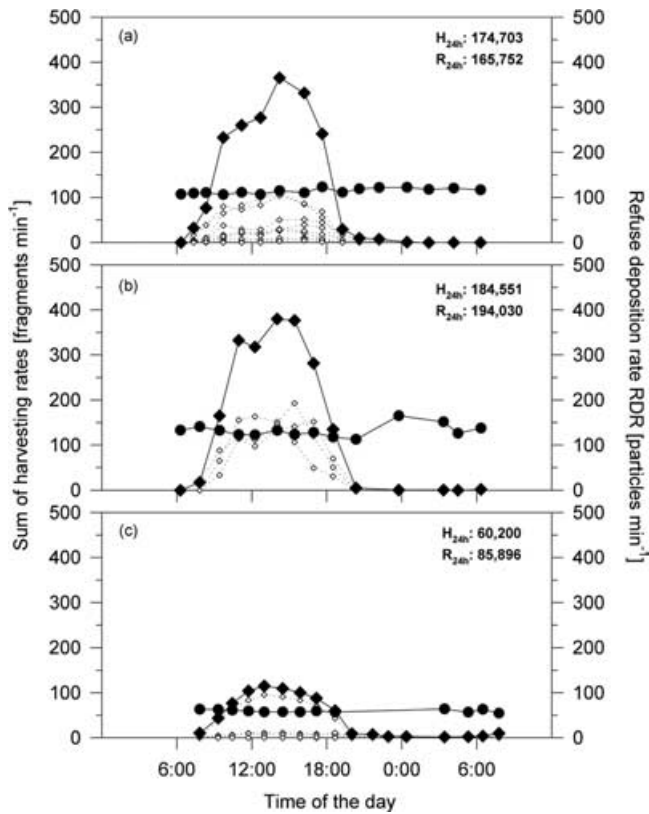 500
(a)
H24h: 174,703
R24h: 165,752
500
400
400
300
300
200
200
100
100
0
0
500
(b)
H24h: 184,551
R24h: 194,030
500
400
400
300
300
200
200
100
100
0
0
500
(c)
H24h: 60,200
R24h: 85,896
500
400
400
300
300
200
200
100
100
0
0
6:00 12:00 18:00 0:00 6:00
Time of the day
Sum of harvesting rates [fragments min-1]
Refuse deposition rate RDR [particles min-1]